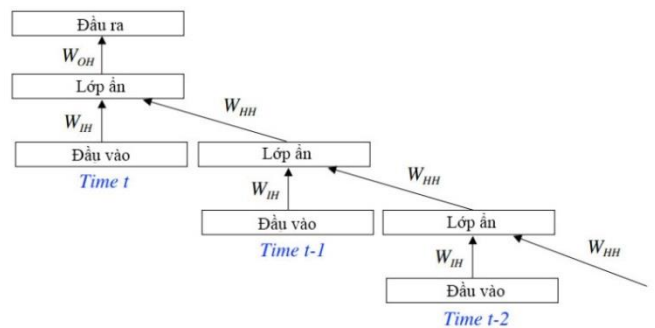 Đầu ra
W_OH
Lớp ẩn
W_HH
W_IH
Đầu vào
Lớp ẩn
Time t
W_HH
W_IH
Đầu vào
Lớp ẩn
Time t-1
W_HH
W_IH
Đầu vào
Time t-2